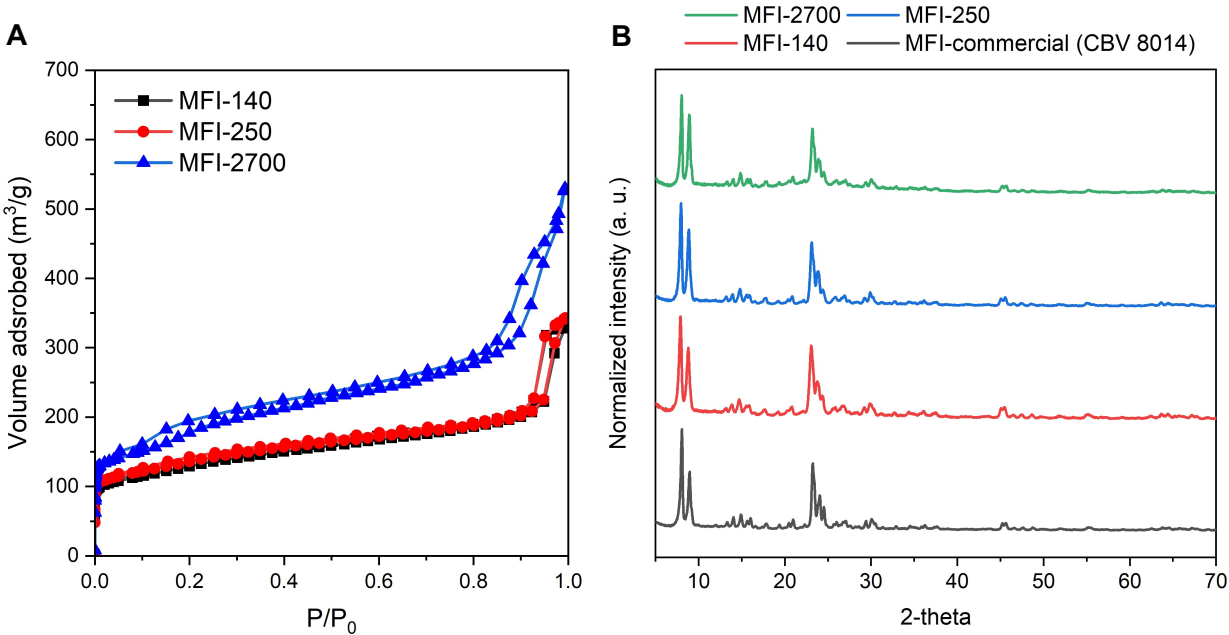 A
700
600
500
400
300
200
100
0
0.0 0.2 0.4 0.6 0.8 1.0
Volume adsrobed (m³/g)
P/P₀
MFI-140
MFI-250
MFI-2700
B
MFI-2700 MFI-250
MFI-140 MFI-commercial (CBV 8014)
Normalized intensity (a. u.)
10 20 30 40 50 60 70
2-theta